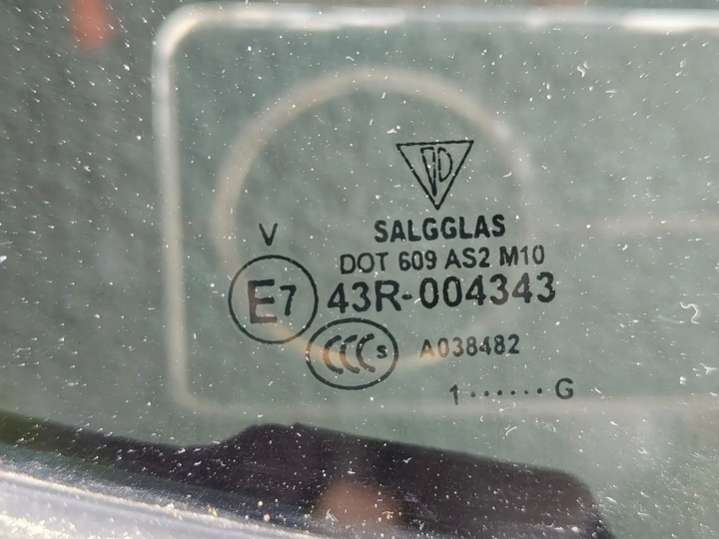 SALGGLAS
DOT 609 AS2 M10
V
E7 43R-004343
CCC S A038482
1 ······ G